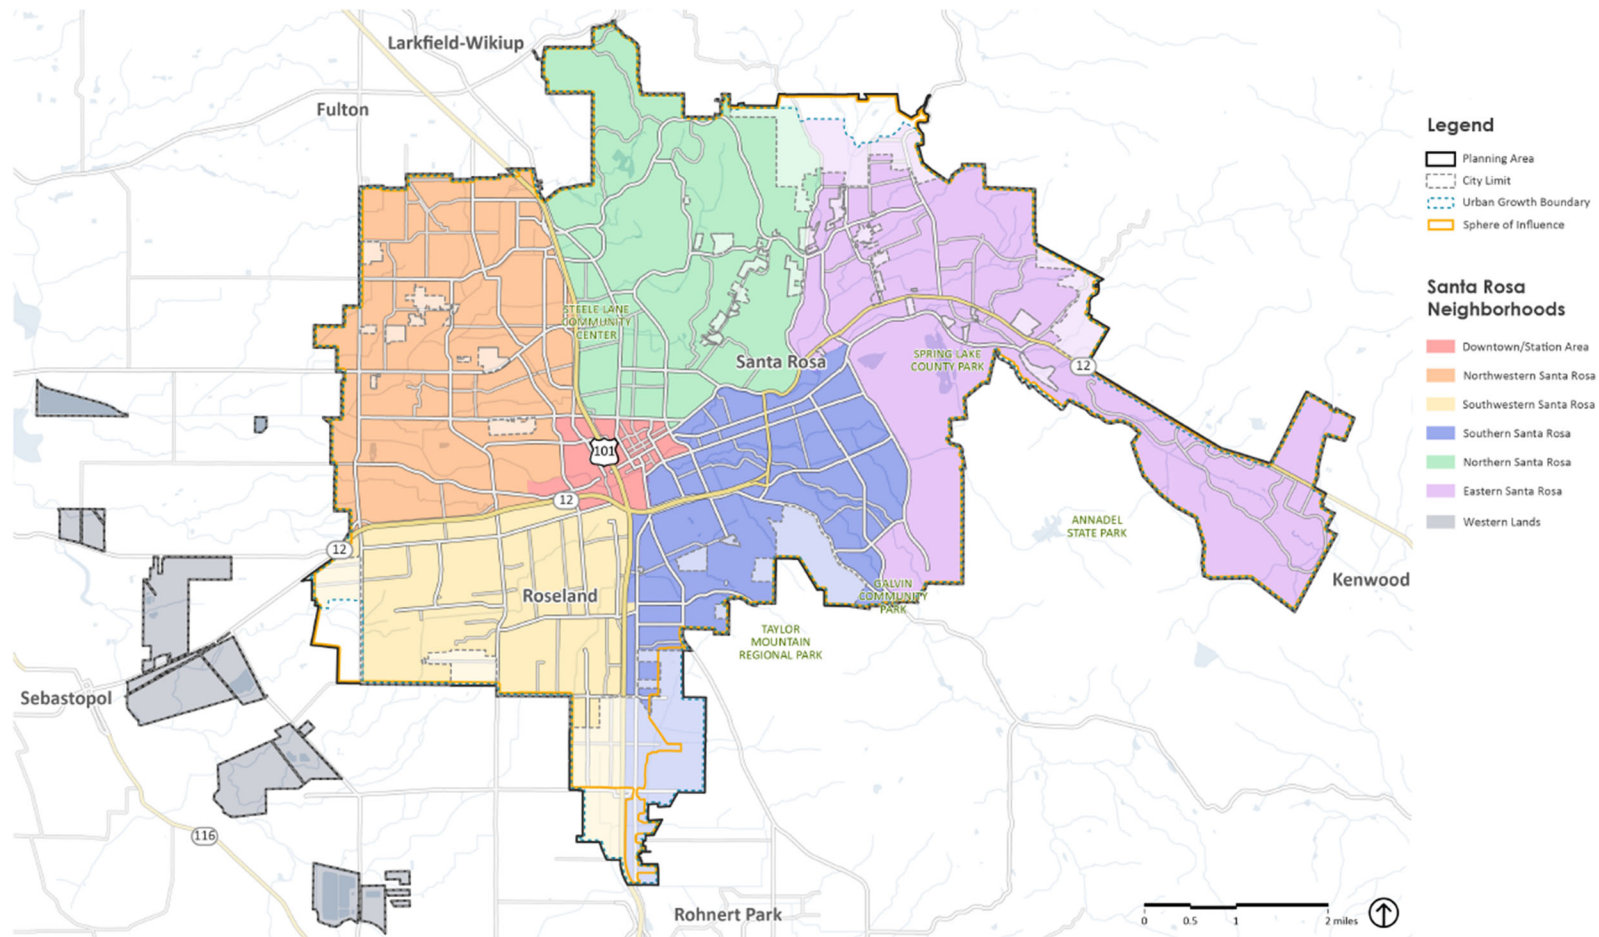 Larkfield-Wikiup
Fulton
Legend
Planning Area
City Limit
Urban Growth Boundary
Sphere of Influence
Santa Rosa
Neighborhoods
Downtown/Station Area
Northwestern Santa Rosa
Southwestern Santa Rosa
Southern Santa Rosa
Northern Santa Rosa
Eastern Santa Rosa
Western Lands
STEELE LANE
COMMUNITY
CENTER
Santa Rosa
SPRING LAKE
COUNTY PARK
12
101
12
12
ANNADEL
STATE PARK
Kenwood
Roseland
GALVIN
COMMUNITY
PARK
TAYLOR
MOUNTAIN
REGIONAL PARK
Sebastopol
116
Rohnert Park
0 0.5 1 2 miles